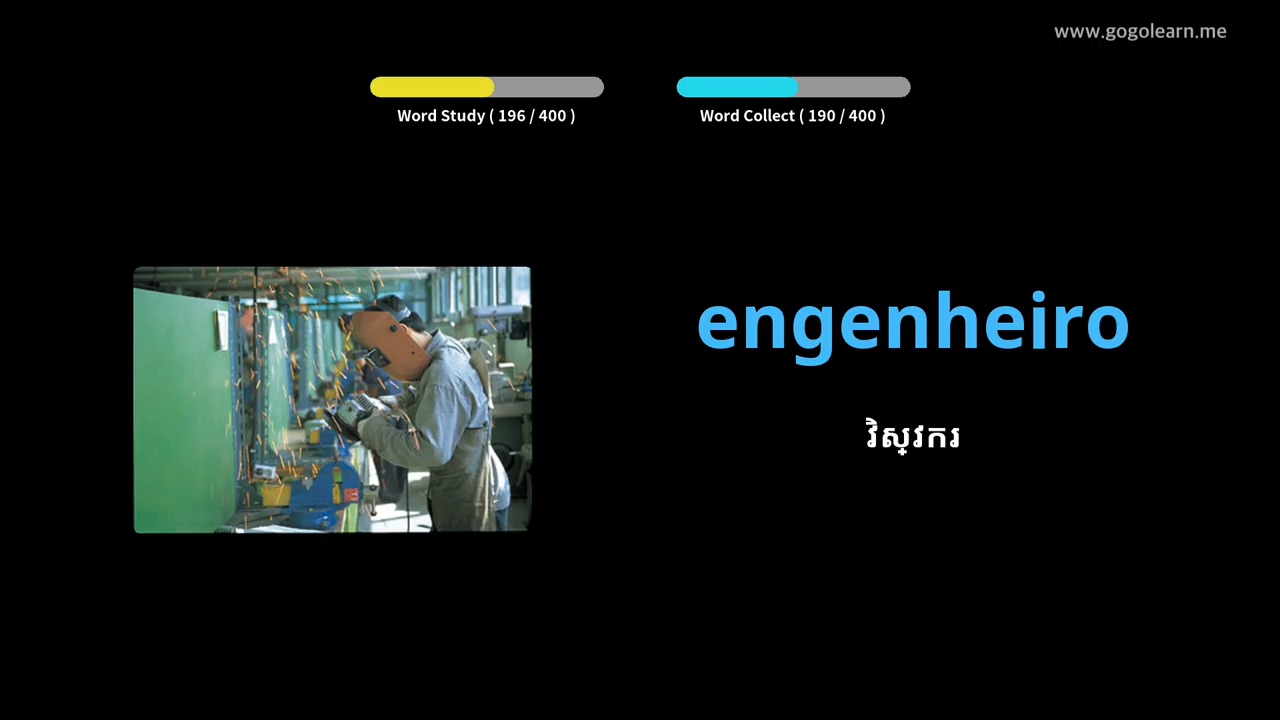 www.gogolearn.me
Word Study ( 196 / 400 )
Word Collect ( 190 / 400 )
engenheiro
វិស្វករ